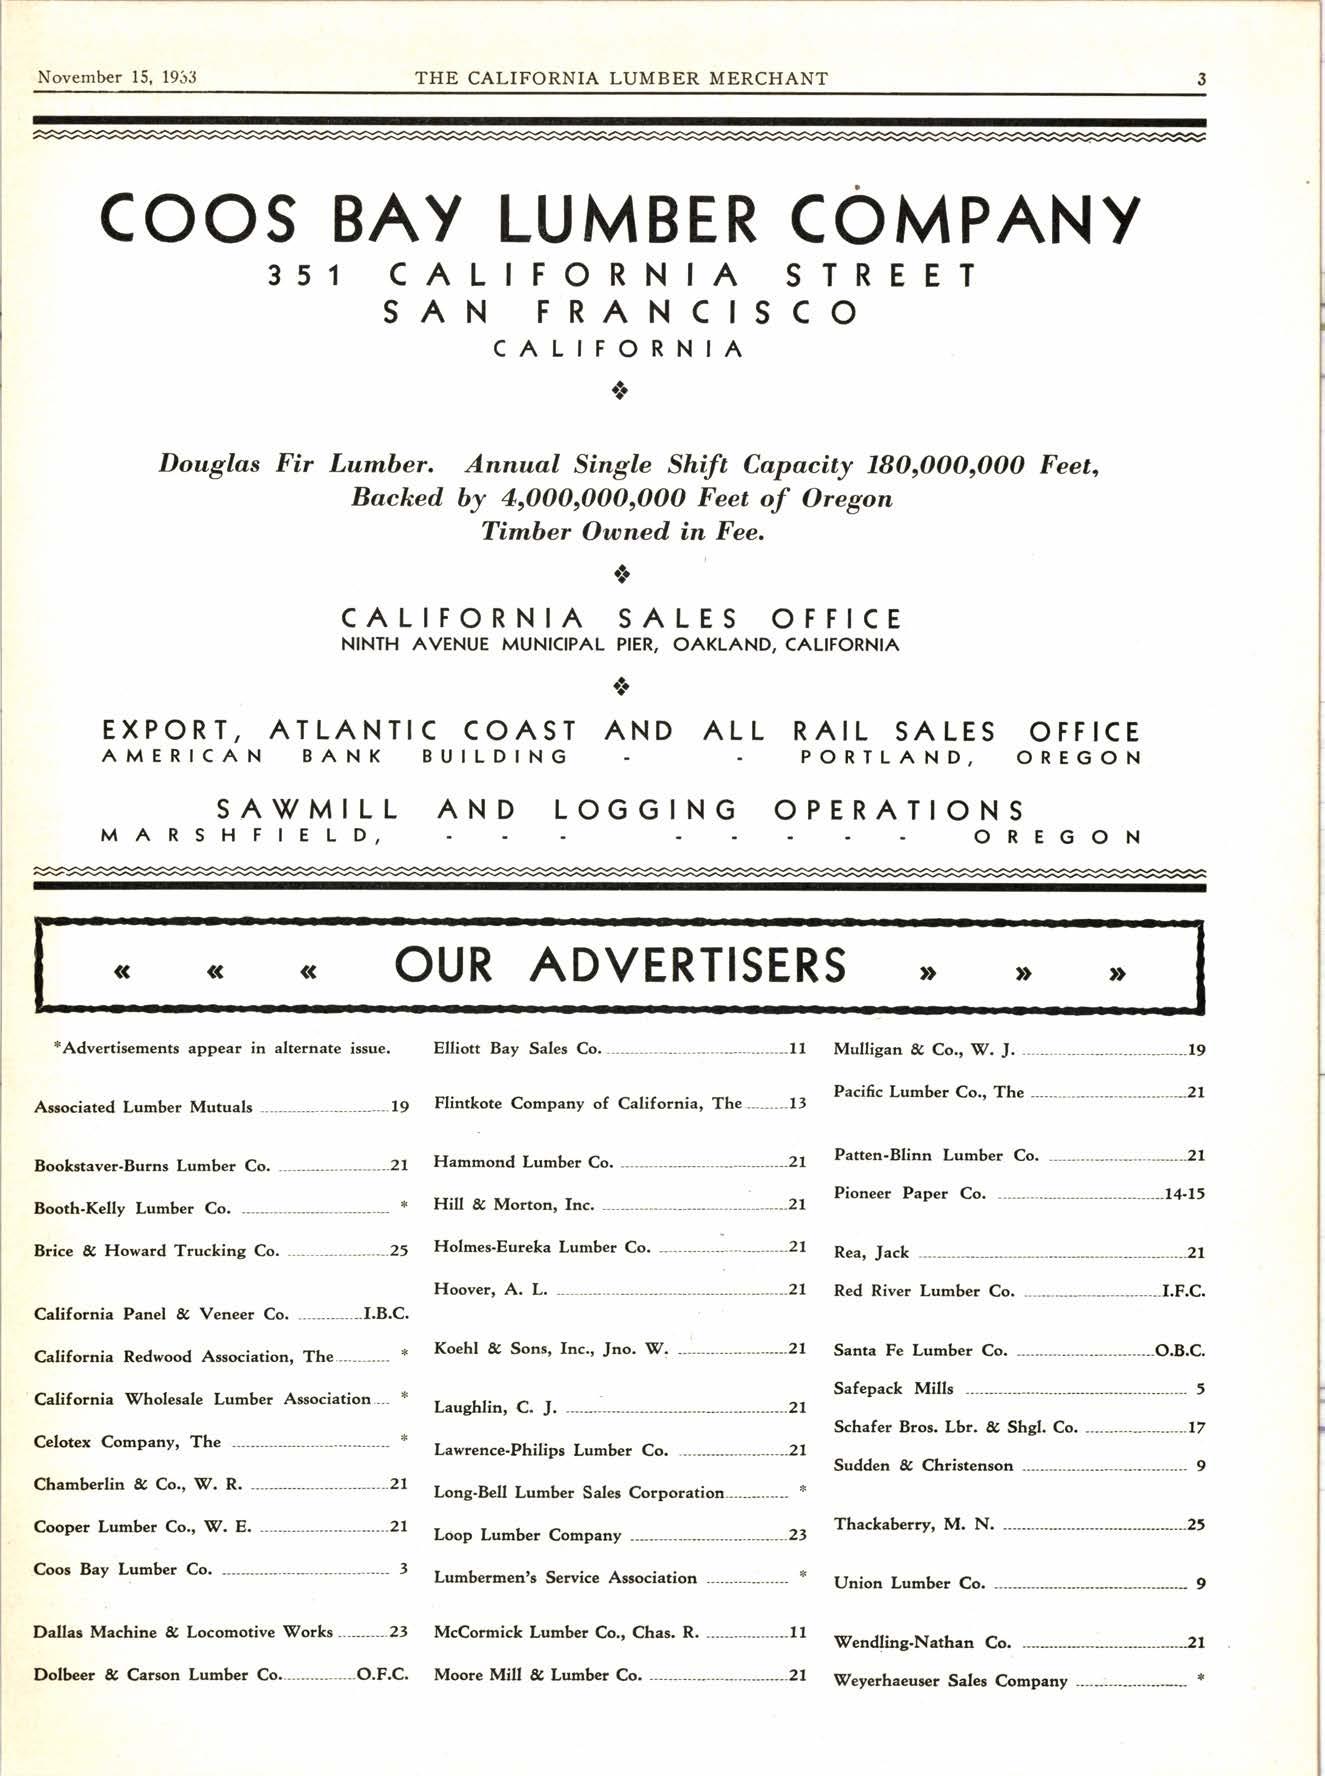 November 15, 1933
THE CALIFORNIA LUMBER MERCHANT
3
COOS BAY LUMBER COMPANY
351 CALIFORNIA STREET
SAN FRANCISCO
CALIFORNIA
Douglas Fir Lumber. Annual Single Shift Capacity 180,000,000 Feet,
Backed by 4,000,000,000 Feet of Oregon
Timber Owned in Fee.
CALIFORNIA SALES OFFICE
NINTH AVENUE MUNICIPAL PIER, OAKLAND, CALIFORNIA
EXPORT, ATLANTIC COAST AND ALL RAIL SALES OFFICE
AMERICAN BANK BUILDING - - PORTLAND, OREGON
SAWMILL AND LOGGING OPERATIONS
MARSHFIELD, - - - - - - - - OREGON
« « « OUR ADVERTISERS » » »
*Advertisements appear in alternate issue.
Associated Lumber Mutuals 19
Bookstaver-Burns Lumber Co. 21
Booth-Kelly Lumber Co. *
Brice & Howard Trucking Co. 25
California Panel & Veneer Co. I.B.C.
California Redwood Association, The *
California Wholesale Lumber Association *
Celotex Company, The *
Chamberlin & Co., W. R. 21
Cooper Lumber Co., W. E. 21
Coos Bay Lumber Co. 3
Dallas Machine & Locomotive Works 23
Dolbeer & Carson Lumber Co. O.F.C.
Elliott Bay Sales Co. 11
Flintkote Company of California, The 13
Hammond Lumber Co. 21
Hill & Morton, Inc. 21
Holmes-Eureka Lumber Co. 21
Hoover, A. L. 21
Koehl & Sons, Inc., Jno. W. 21
Laughlin, C. J. 21
Lawrence-Philips Lumber Co. 21
Long-Bell Lumber Sales Corporation *
Loop Lumber Company 23
Lumbermen's Service Association *
McCormick Lumber Co., Chas. R. 11
Moore Mill & Lumber Co. 21
Mulligan & Co., W. J. 19
Pacific Lumber Co., The 21
Patten-Blinn Lumber Co. 21
Pioneer Paper Co. 14-15
Rea, Jack 21
Red River Lumber Co. I.F.C.
Santa Fe Lumber Co. O.B.C.
Safepack Mills 5
Schafer Bros. Lbr. & Shgl. Co. 17
Sudden & Christenson 9
Thackaberry, M. N. 25
Union Lumber Co. 9
Wendling-Nathan Co. 21
Weyerhaeuser Sales Company *